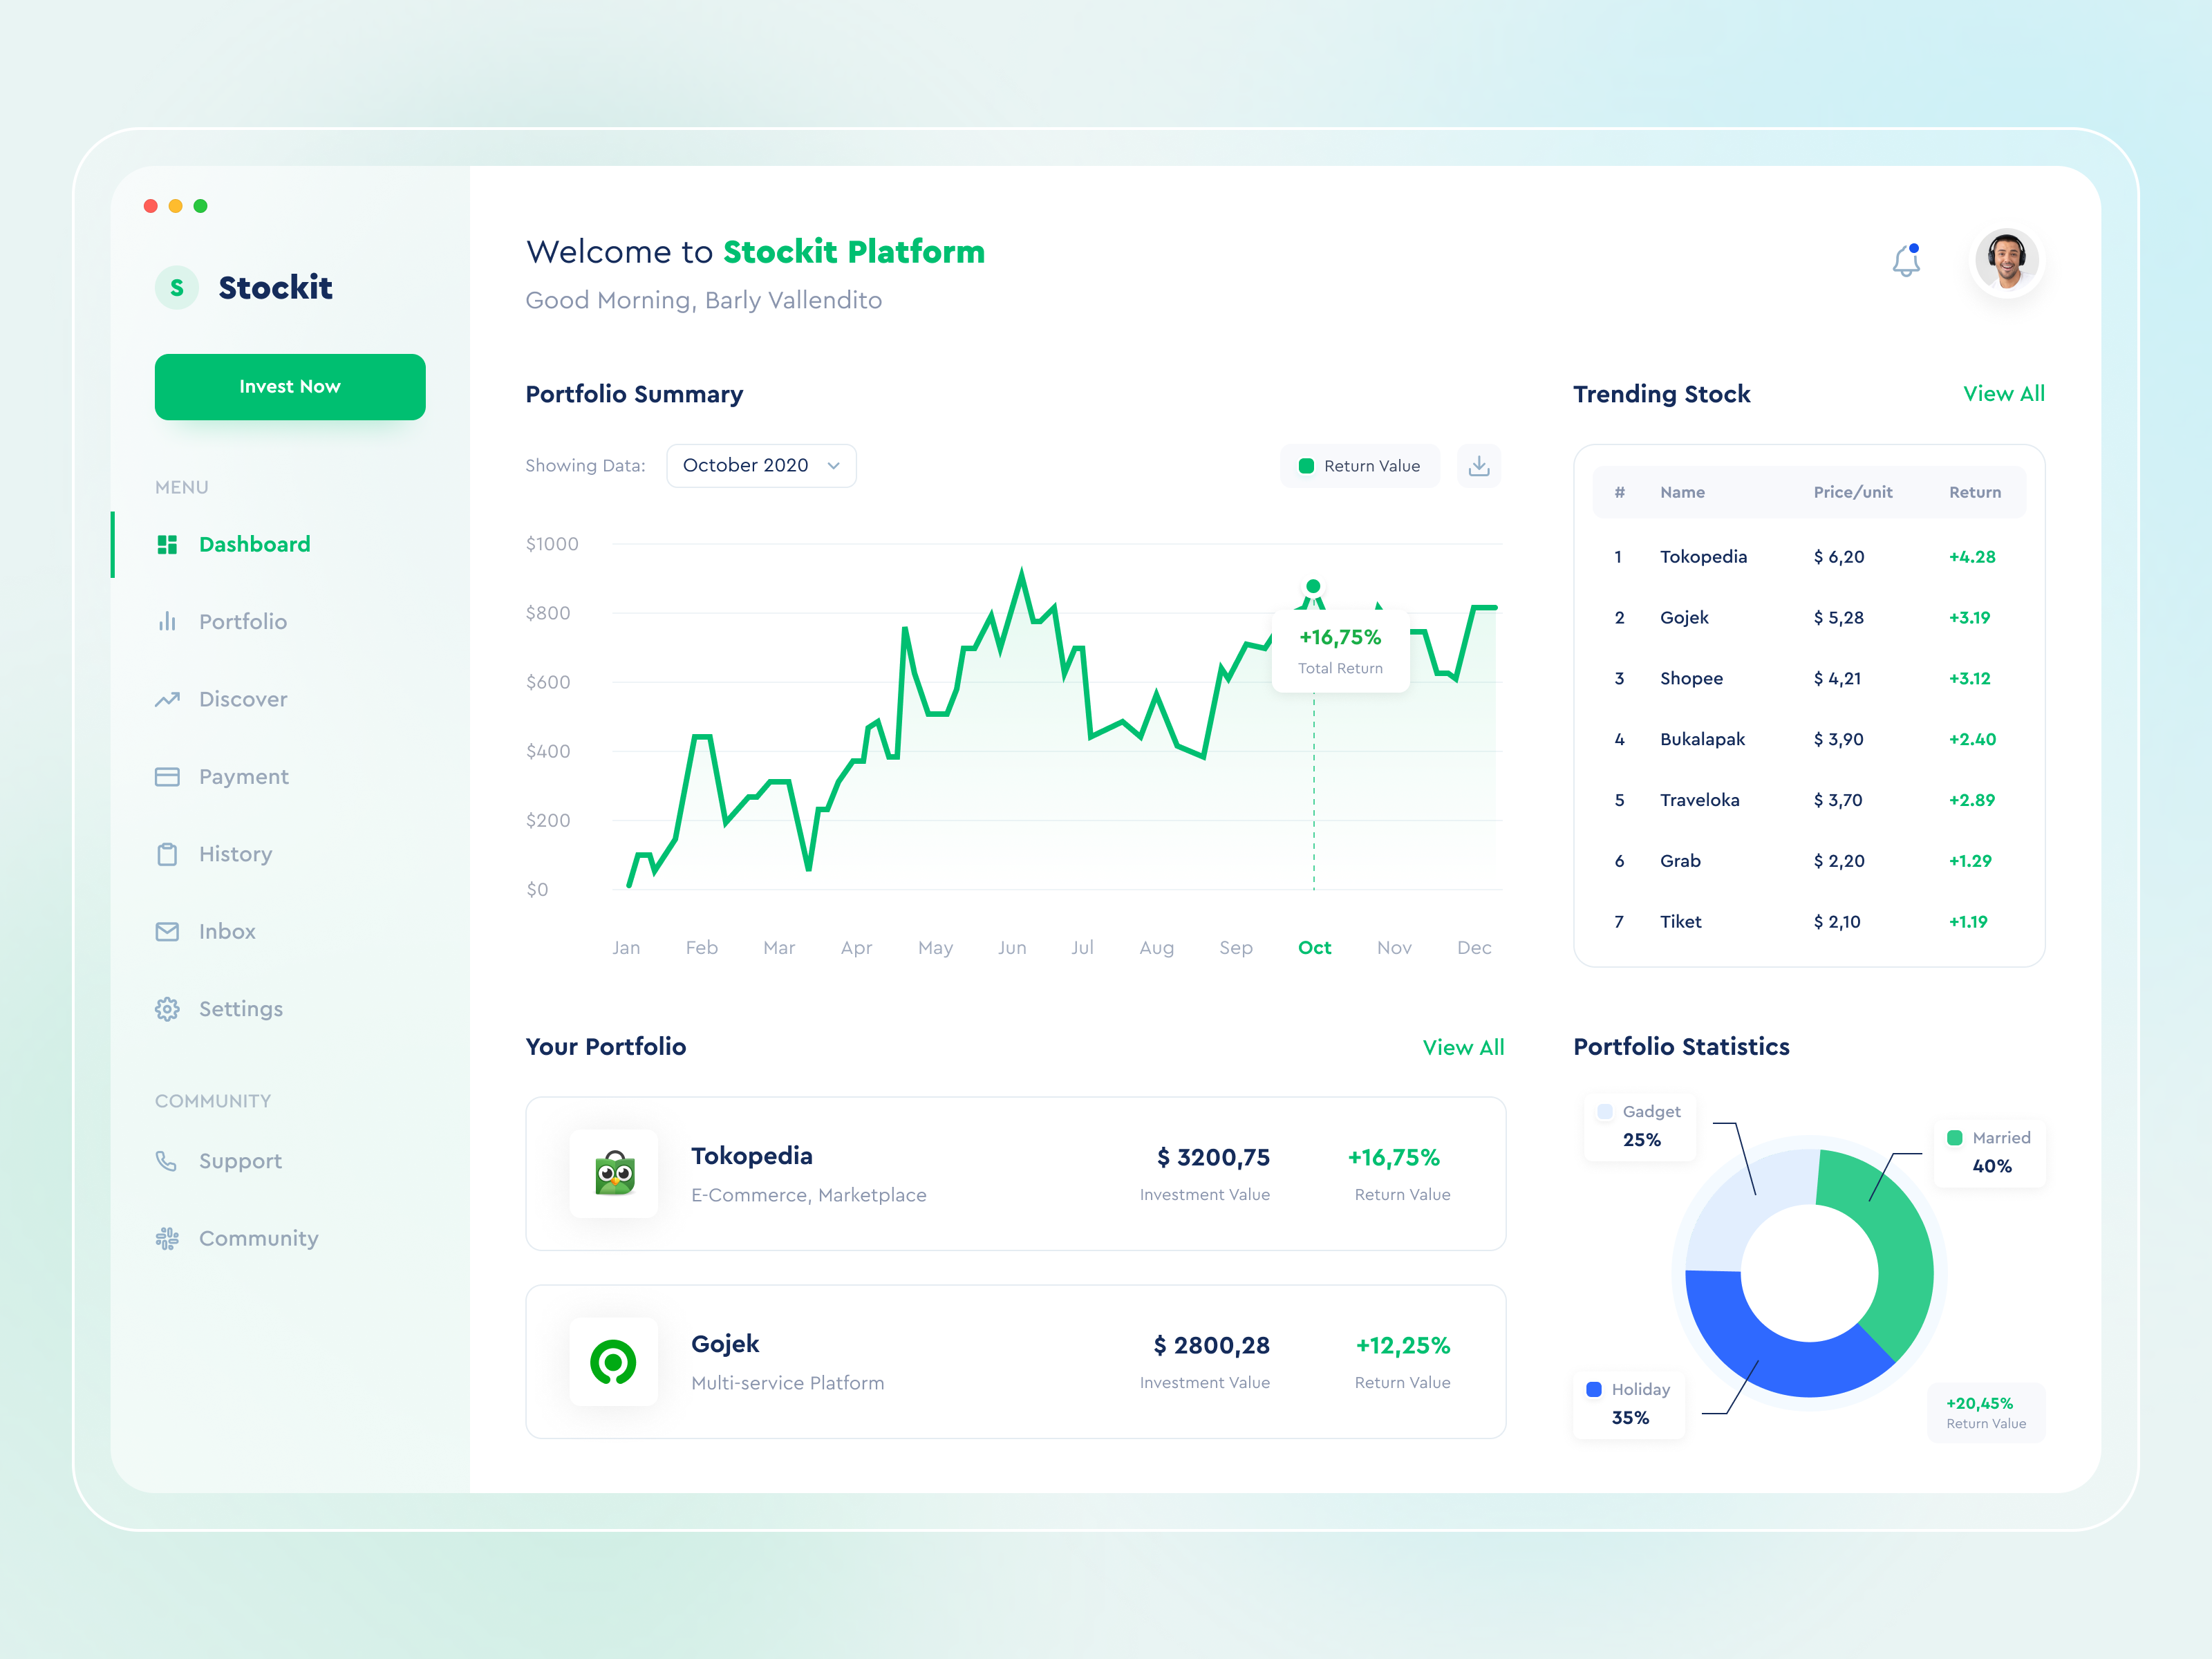 S Stockit
Invest Now
MENU
Dashboard
Portfolio
Discover
Payment
History
Inbox
Settings
COMMUNITY
Support
Community
Welcome to Stockit Platform
Good Morning, Barly Vallendito
Portfolio Summary
Showing Data: October 2020
Return Value
$1000
$800
$600
$400
$200
$0
+16,75%
Total Return
Jan Feb Mar Apr May Jun Jul Aug Sep Oct Nov Dec
Trending Stock View All
# Name Price/unit Return
1 Tokopedia $ 6,20 +4.28
2 Gojek $ 5,28 +3.19
3 Shopee $ 4,21 +3.12
4 Bukalapak $ 3,90 +2.40
5 Traveloka $ 3,70 +2.89
6 Grab $ 2,20 +1.29
7 Tiket $ 2,10 +1.19
Your Portfolio View All
Tokopedia $ 3200,75 +16,75%
E-Commerce, Marketplace Investment Value Return Value
Gojek $ 2800,28 +12,25%
Multi-service Platform Investment Value Return Value
Portfolio Statistics
Gadget
25%
Married
40%
Holiday
35%
+20,45%
Return Value